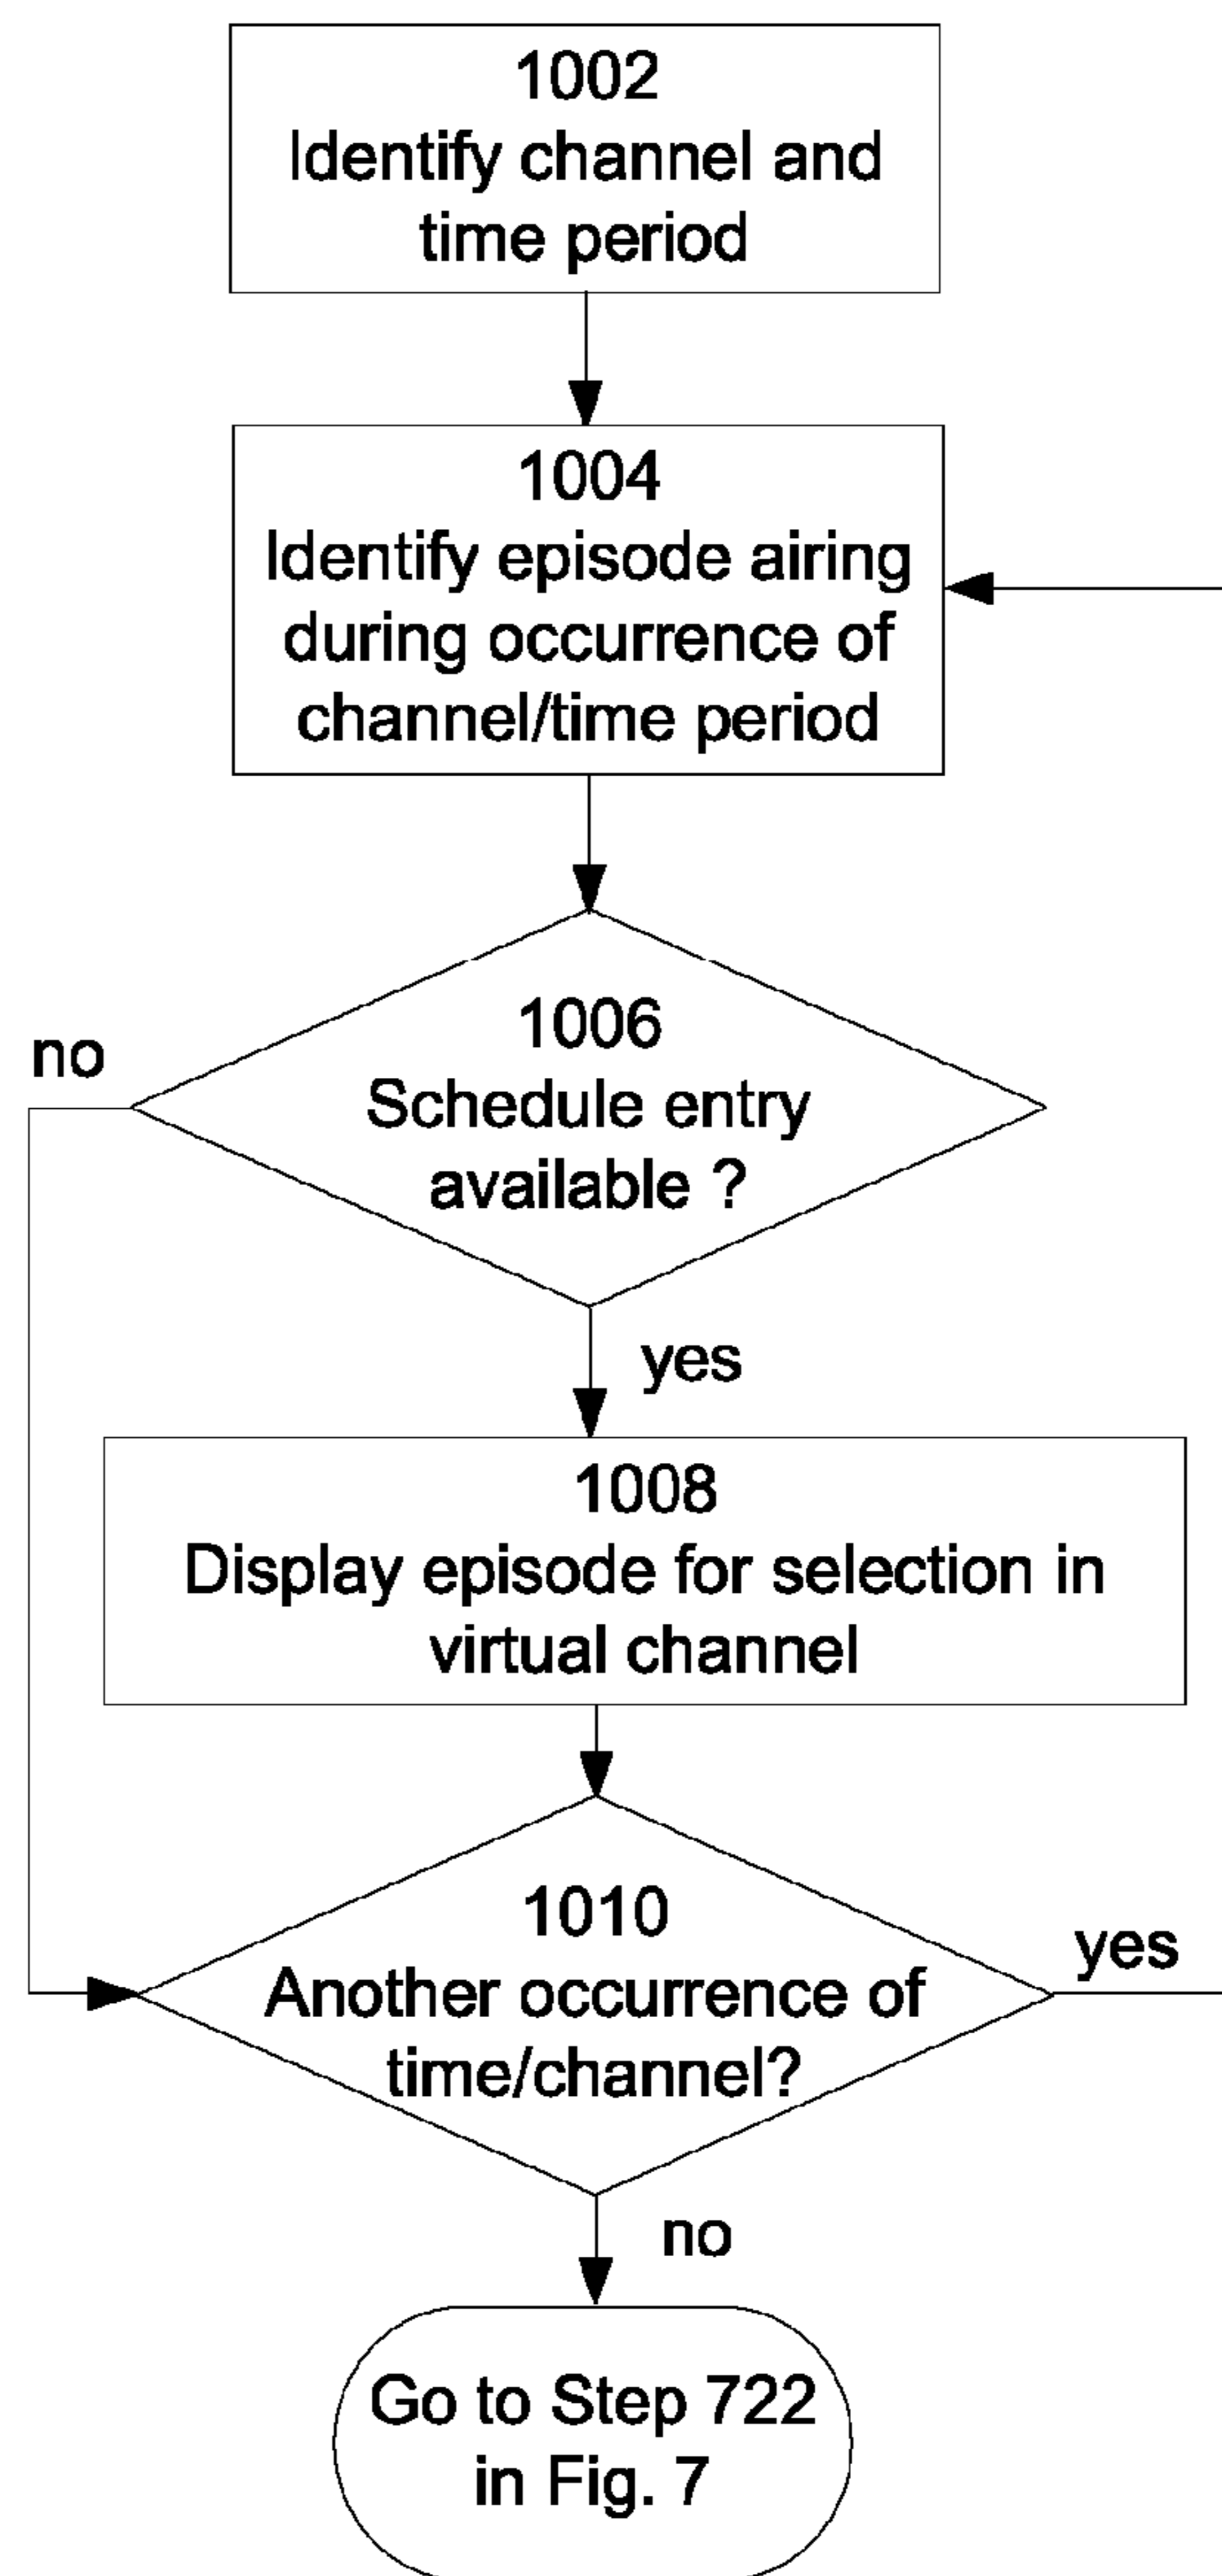 1002
Identify channel and
time period
1004
Identify episode airing
during occurrence of
channel/time period
1006
Schedule entry
available ?
no
yes
1008
Display episode for selection in
virtual channel
1010
Another occurrence of
time/channel?
yes
no
Go to Step 722
in Fig. 7